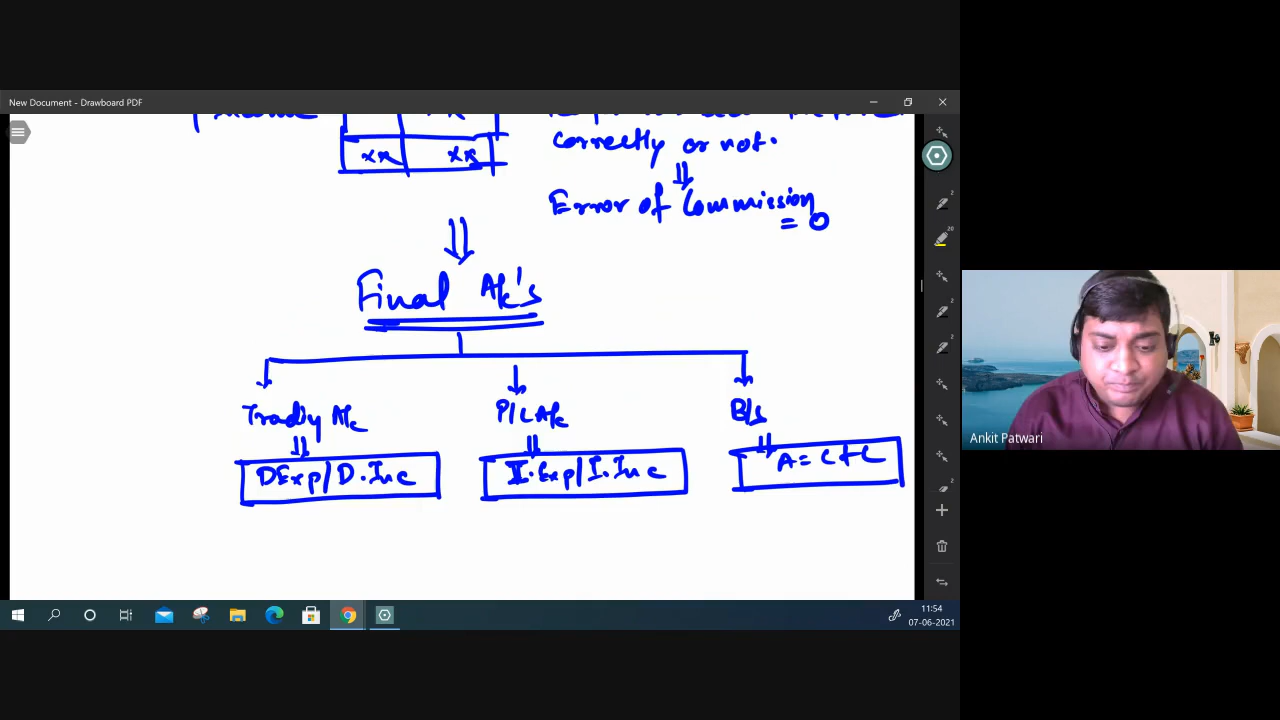 New Document - Drawboard PDF
correctly or not.
xx xx
Error of Commission
= 0
Final A/c's
Trading A/c P/L A/c B/s
DExp/D.Inc I.Exp/I.Inc A = C + L
Ankit Patwari
11:54
07-06-2021